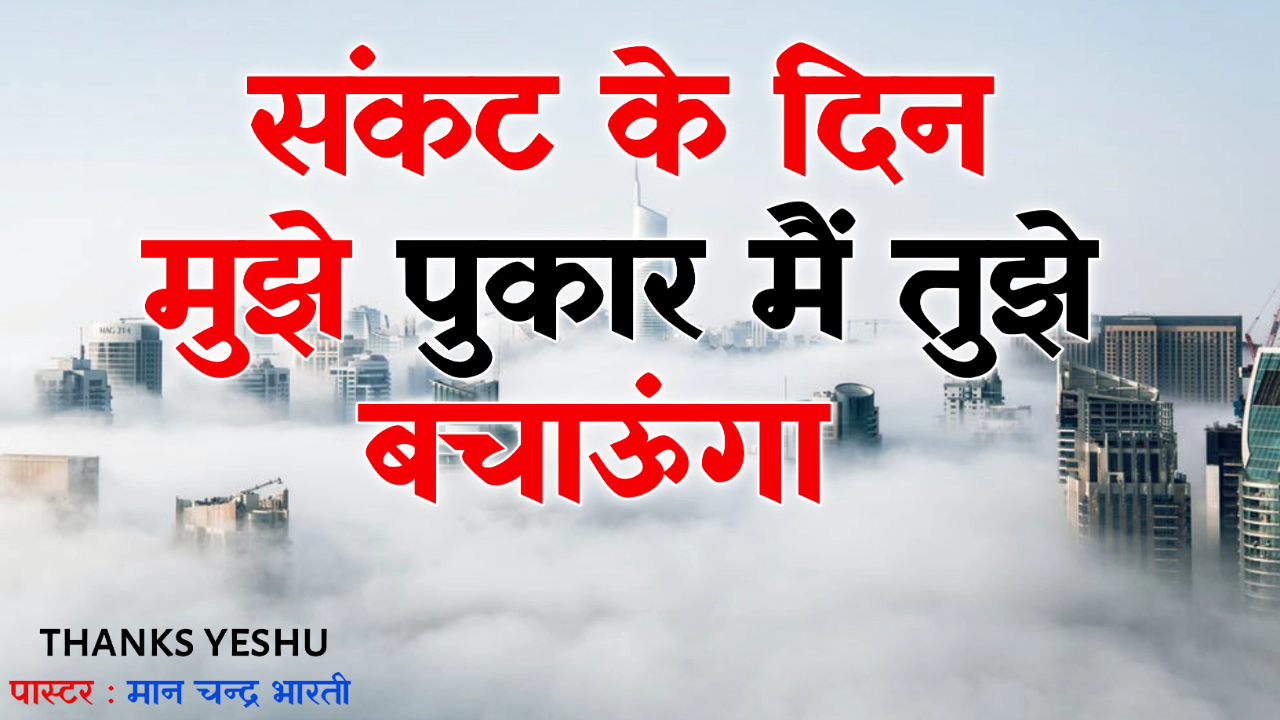 संकट के दिन
मुझे पुकार मैं तुझे
बचाऊंगा
THANKS YESHU
पास्टर : मान चन्द्र भारती